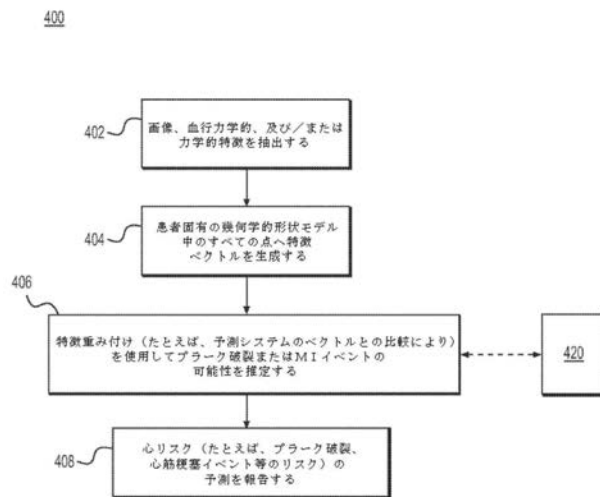 400
402
画像、血行力学的、及び／または
力学的特徴を抽出する
404
患者固有の幾何学的形状モデル
中のすべての点へ特徴
ベクトルを生成する
406
特徴重み付け（たとえば、予測システムのベクトルとの比較により）
を使用してプラーク破裂またはＭＩイベントの
可能性を推定する
420
408
心リスク（たとえば、プラーク破裂、
心筋梗塞イベント等のリスク）の
予測を報告する